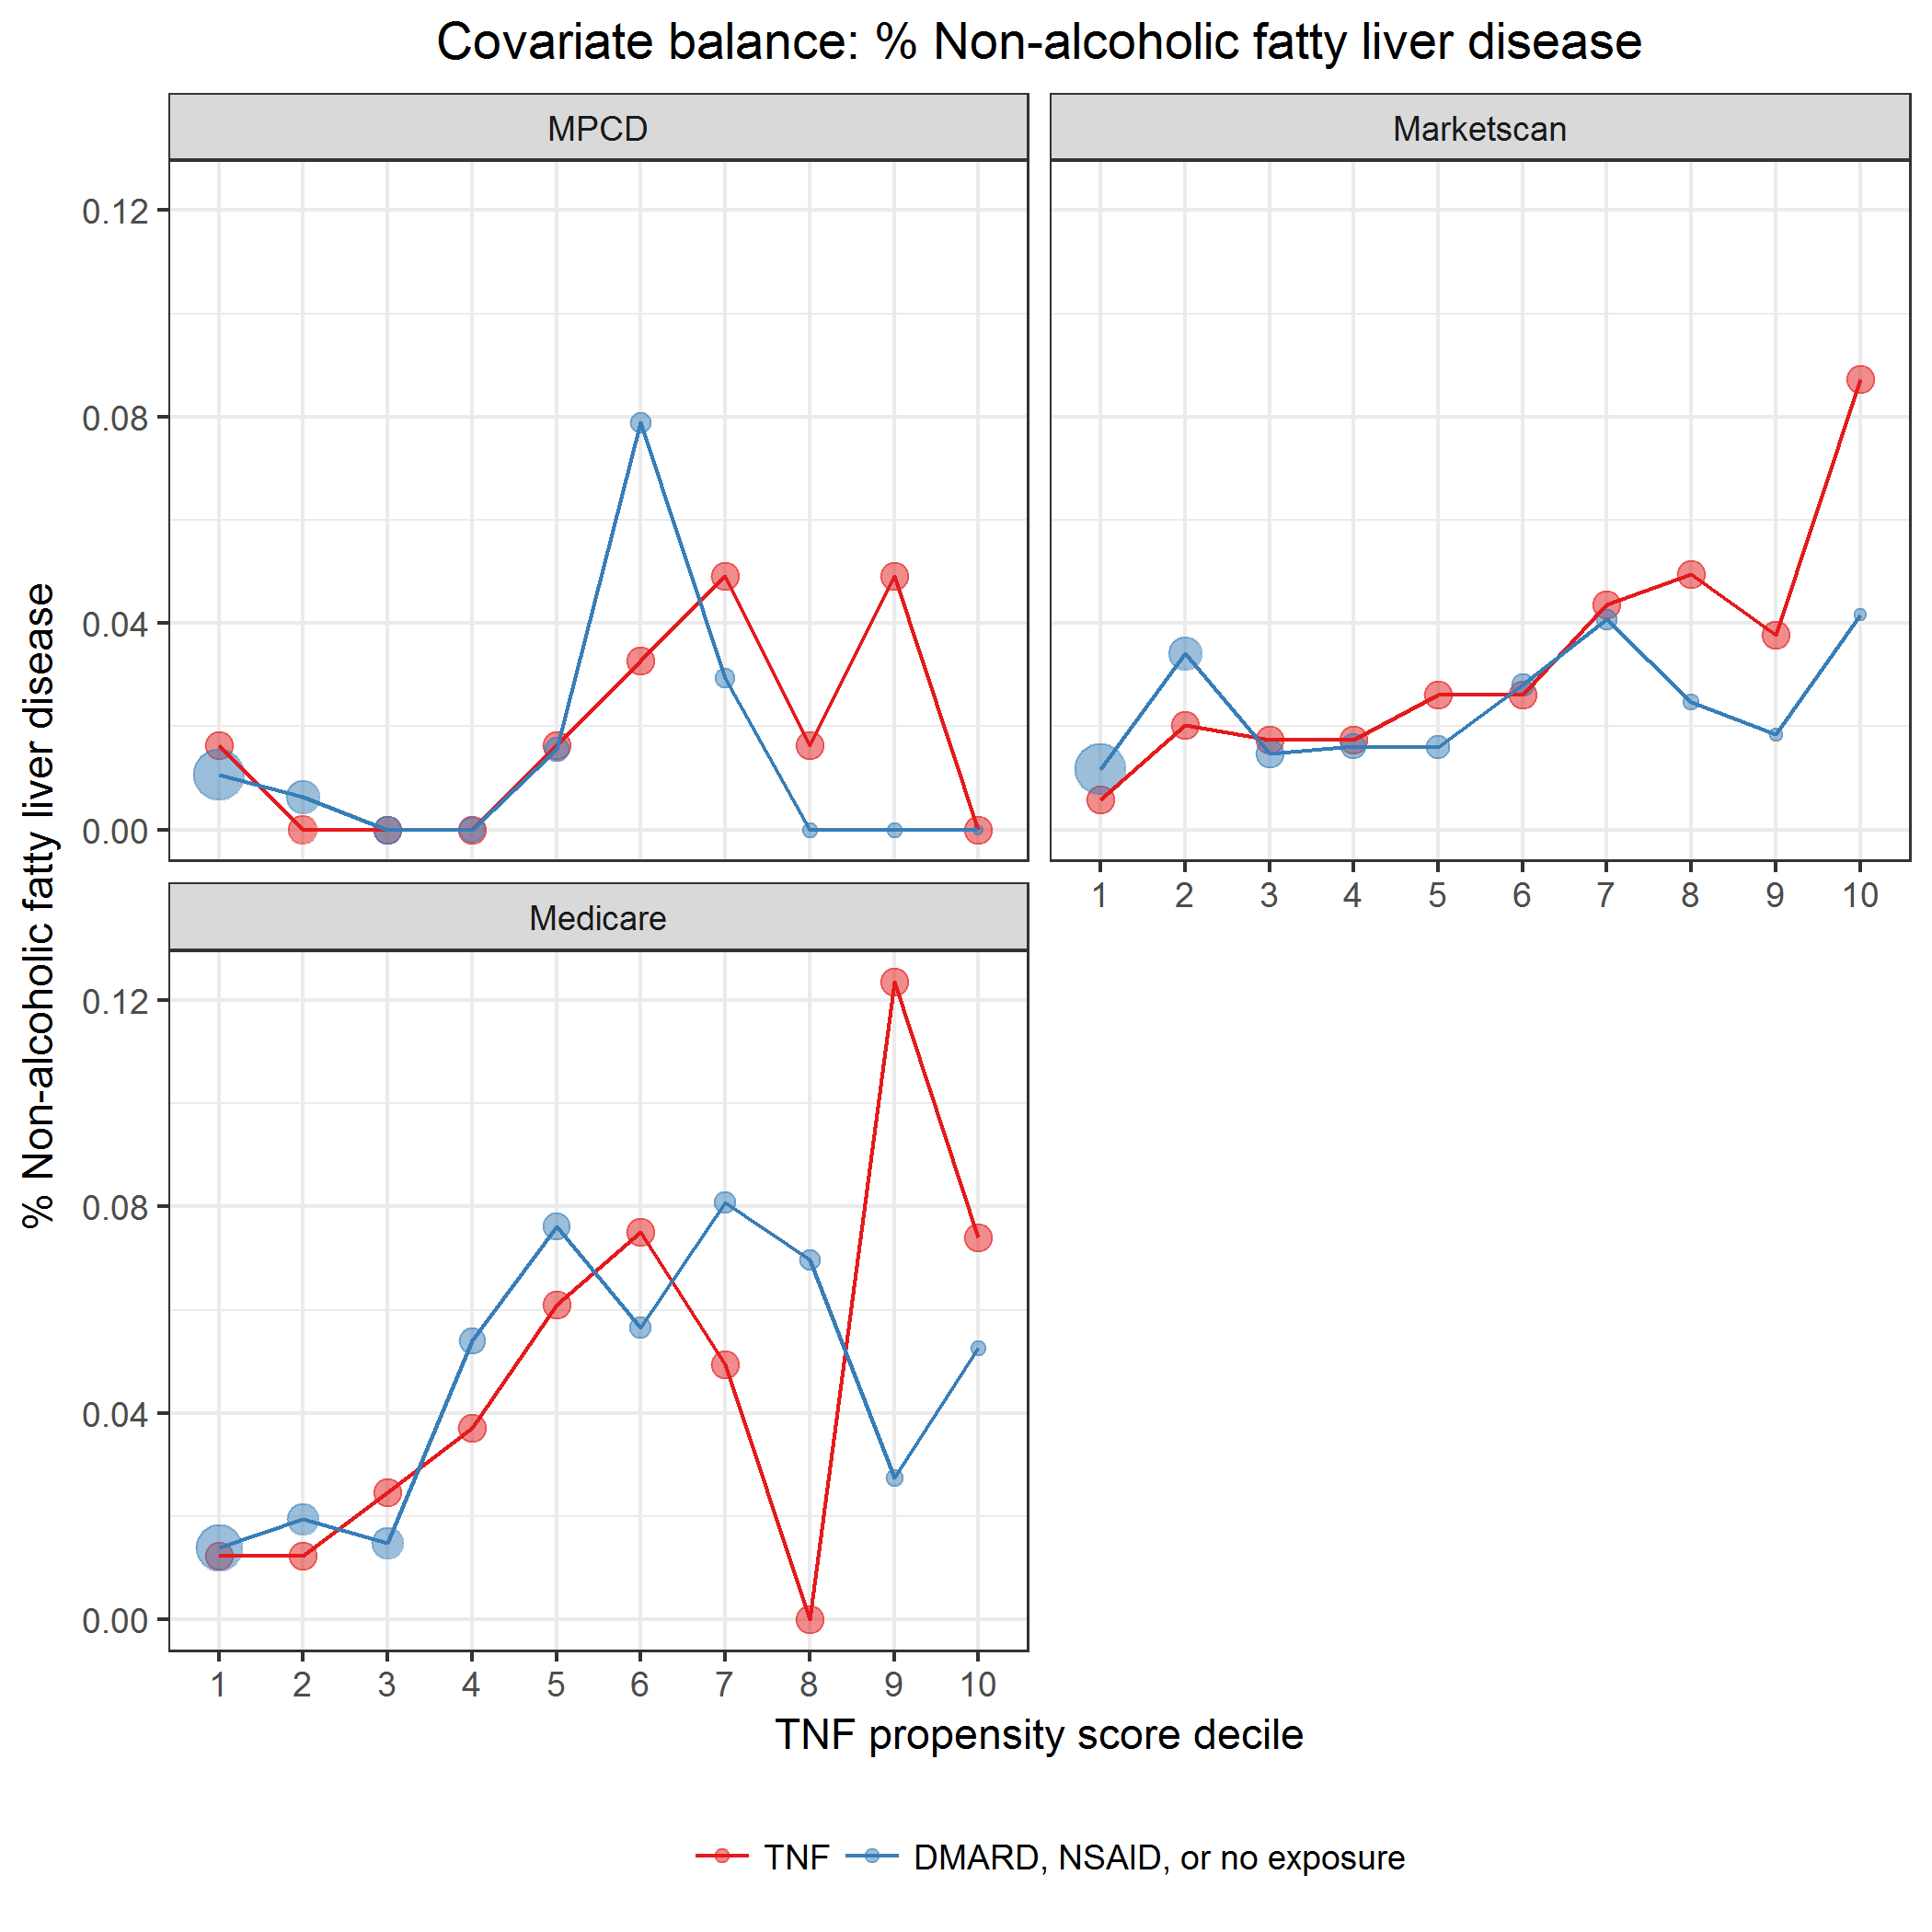 Covariate balance: % Non-alcoholic fatty liver disease
MPCD
Marketscan
0.12
0.08
0.04
0.00
1 2 3 4 5 6 7 8 9 10
Medicare
0.12
0.08
0.04
0.00
1 2 3 4 5 6 7 8 9 10
% Non-alcoholic fatty liver disease
TNF propensity score decile
TNF
DMARD, NSAID, or no exposure